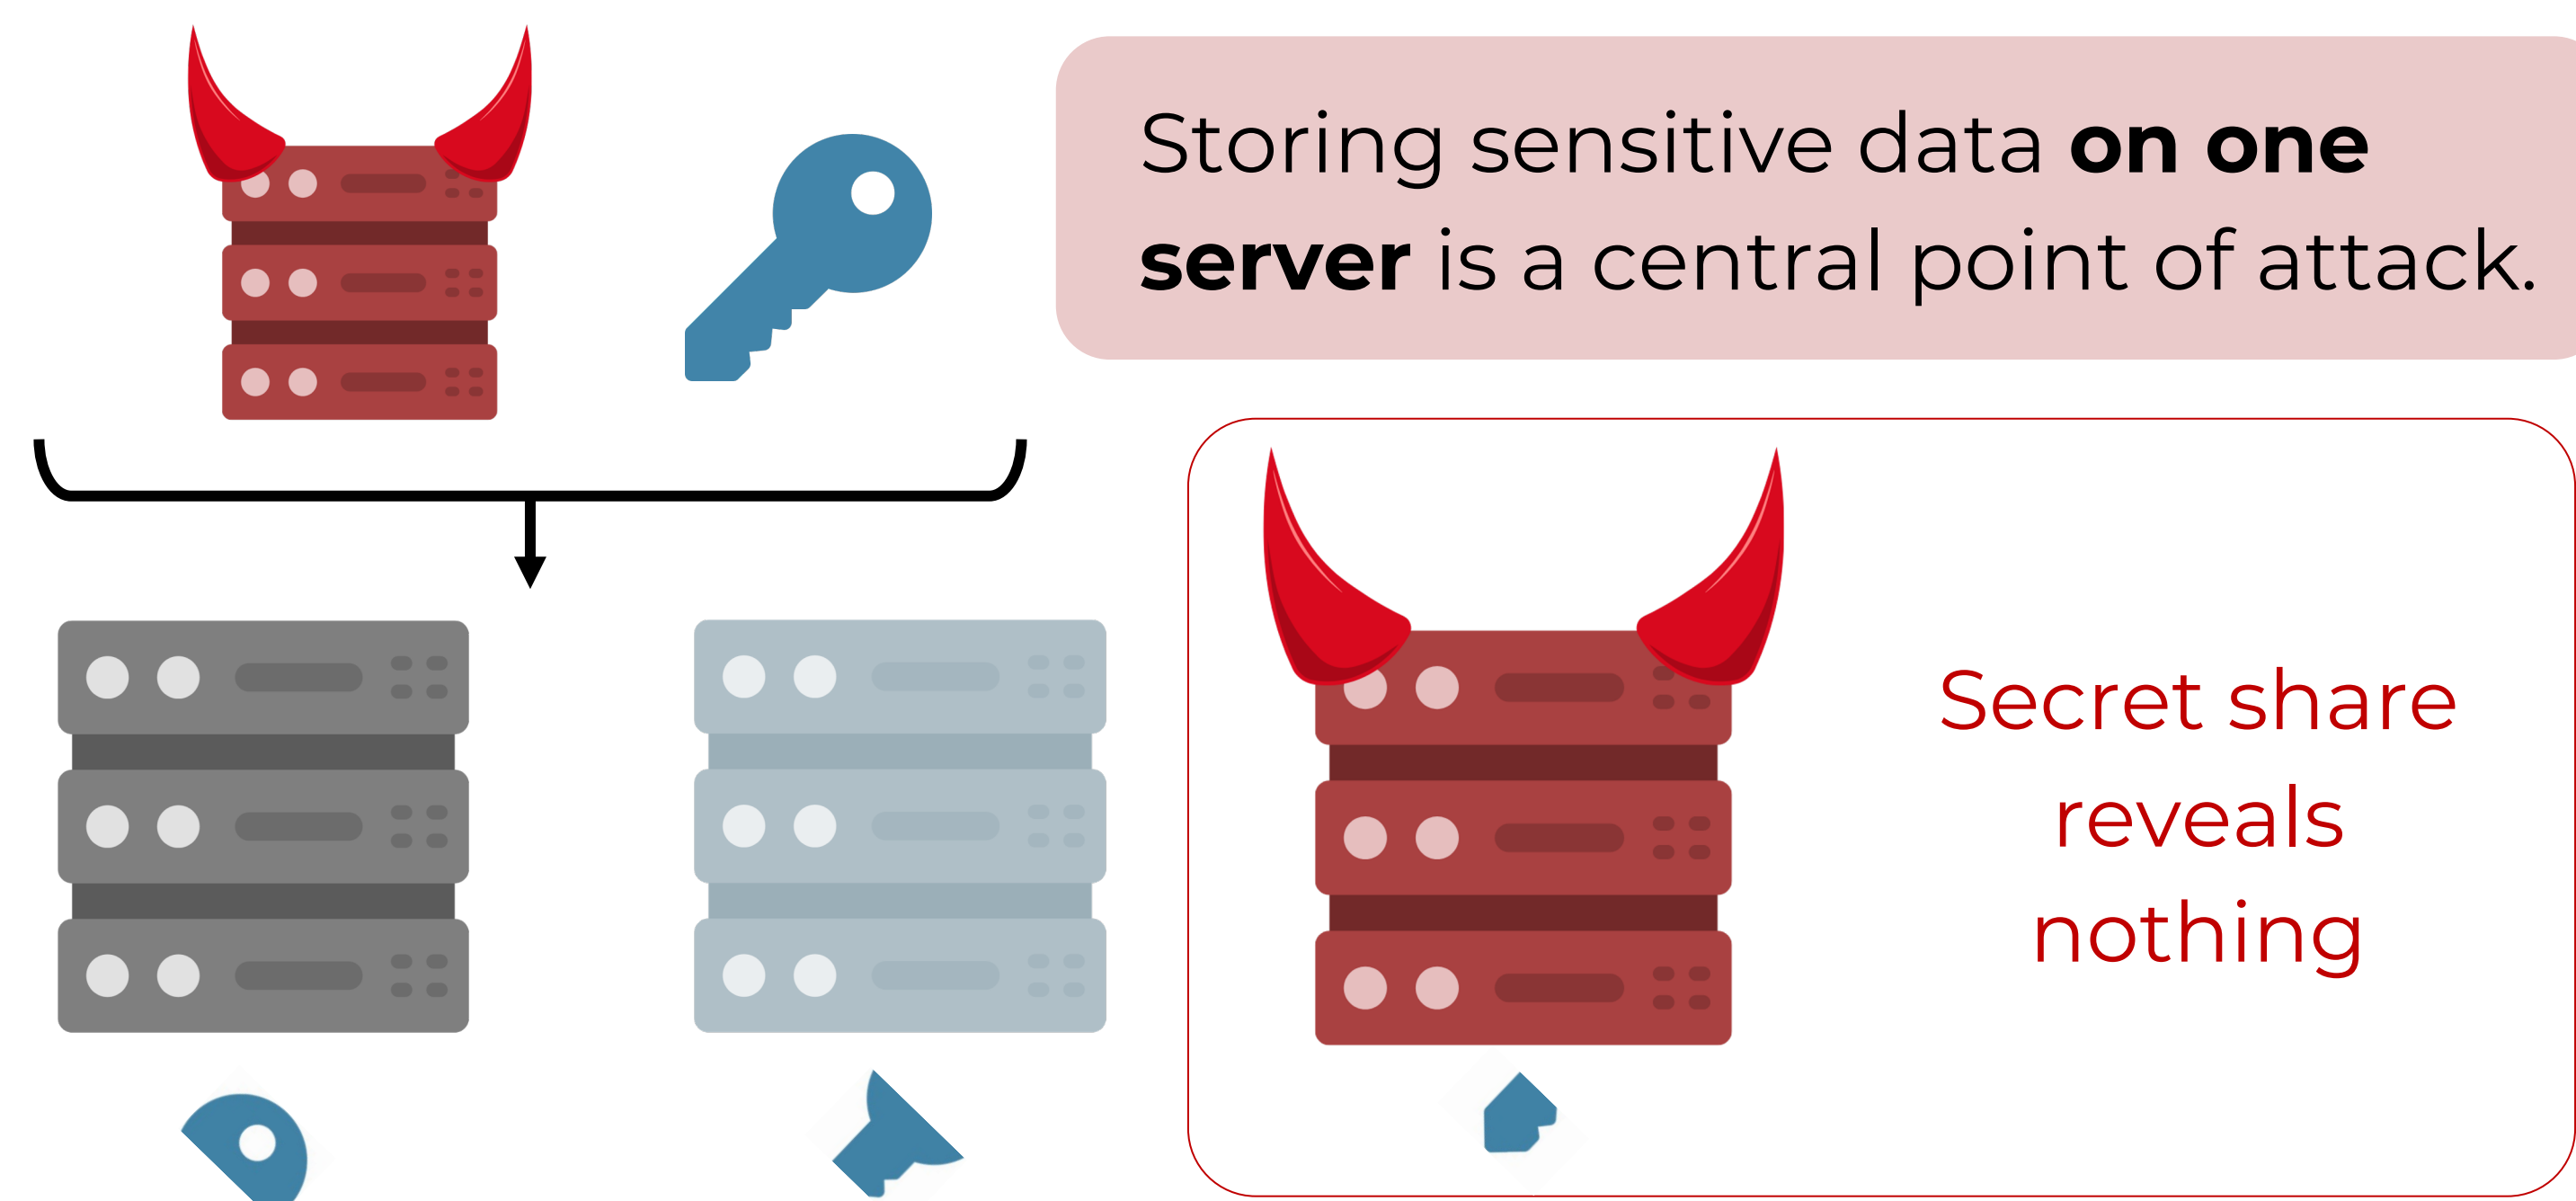 Storing sensitive data on one
server is a central point of attack.
Secret share
reveals
nothing